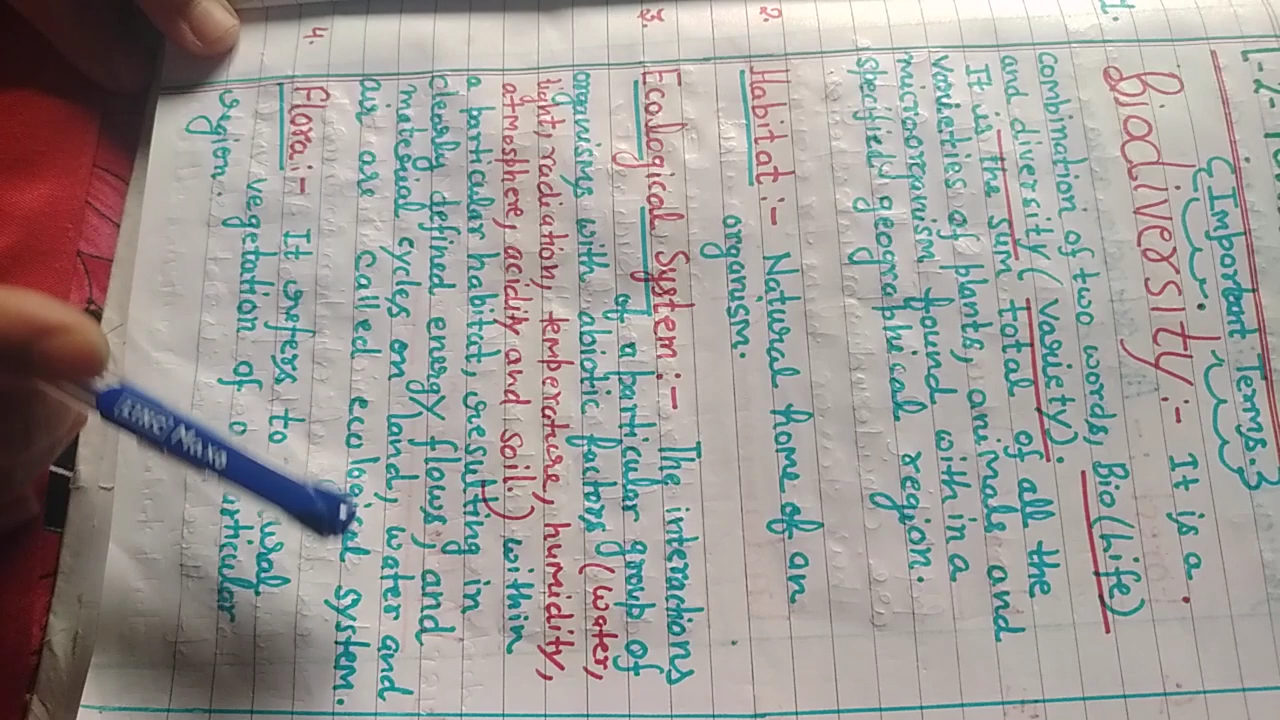 {Important Terms.}
1. Biodiversity :- It is a
combination of two words, Bio(Life)
and diversity (variety).
It is the sum total of all the
varieties of plants, animals and
microorganism found with in a
specified geographical region.
2. Habitat :- Natural home of an
organism.
3. Ecological System :- The interactions
of a particular group of
organisms with abiotic factors (water,
light, radiation, temperature, humidity,
atmosphere, acidity and soil) within
a particular habitat, resulting in
clearly defined energy flows, and
material cycles on land, water and
air are called ecological system.
4. Flora :- It refers to
vegetation of a particular
region.